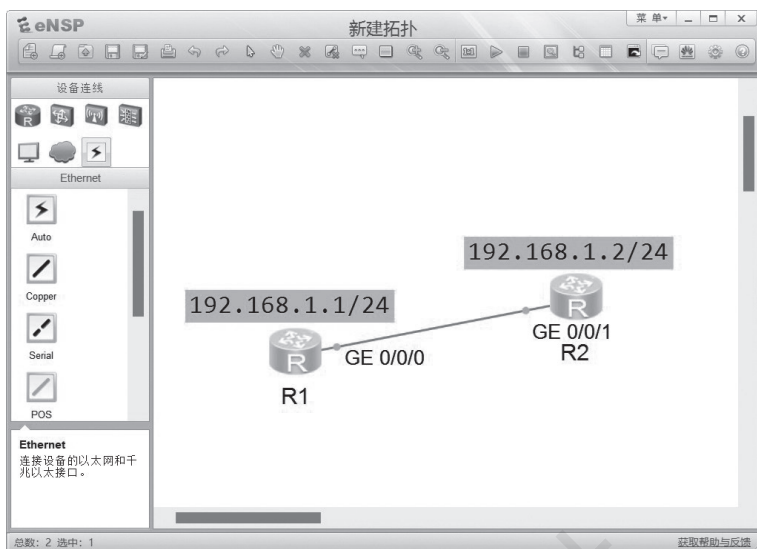 eNSP
新建拓扑
菜 单
设备连线
Ethernet
Auto
Copper
Serial
POS
Ethernet
连接设备的以太网和千
兆以太接口。
192.168.1.1/24
192.168.1.2/24
R
GE 0/0/0
R1
R
GE 0/0/1
R2
总数: 2 选中: 1
获取帮助与反馈